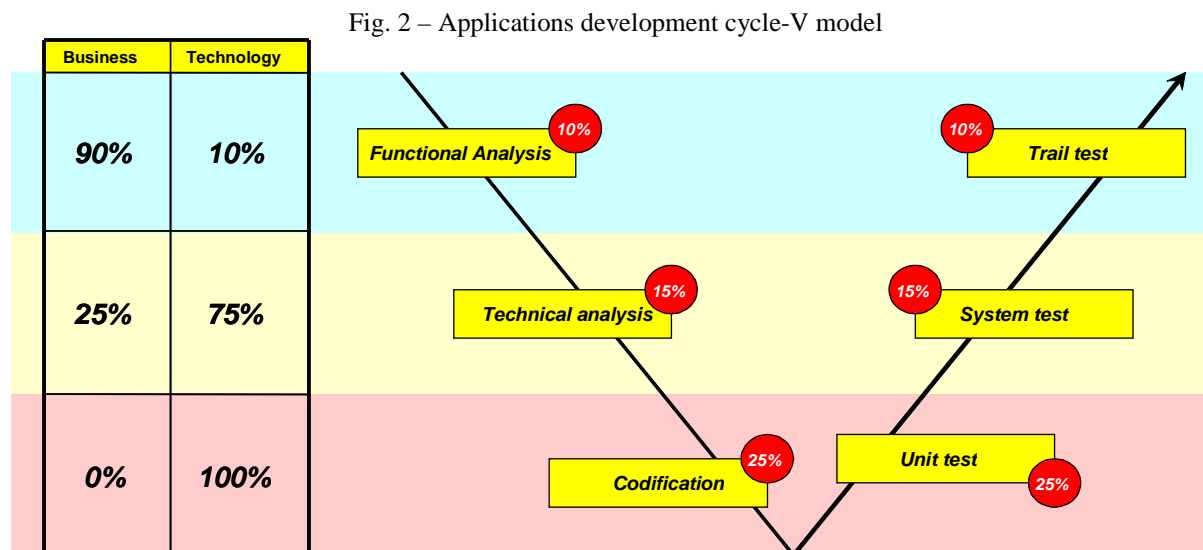 Fig. 2 – Applications development cycle-V model
Business Technology
90% 10%
10%
Functional Analysis
10%
Trail test
25% 75%
15%
Technical analysis
15%
System test
0% 100%
25%
Codification
Unit test
25%